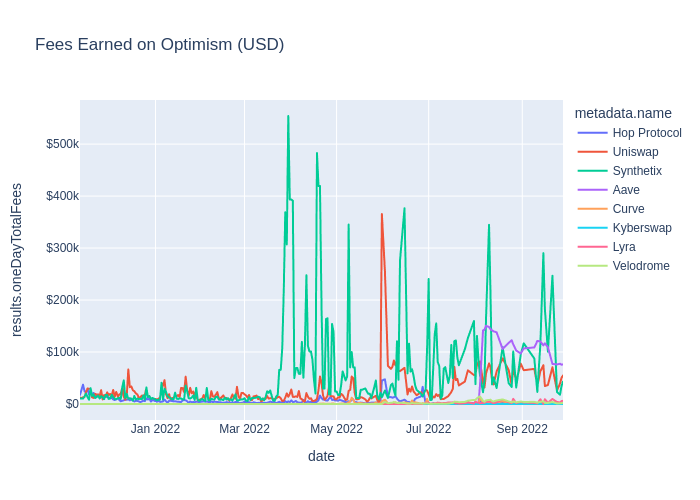 Fees Earned on Optimism (USD)
metadata.name
Hop Protocol
Uniswap
Synthetix
Aave
Curve
Kyberswap
Lyra
Velodrome
results.oneDayTotalFees
$500k
$400k
$300k
$200k
$100k
$0
Jan 2022
Mar 2022
May 2022
Jul 2022
Sep 2022
date